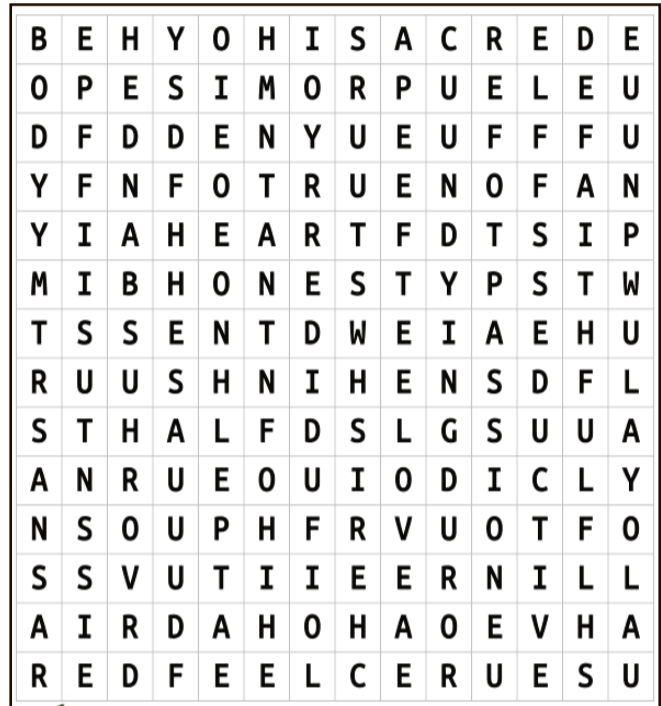 B E H Y O H I S A C R E D E
O P E S I M O R P U E L E U
D F D D E N Y U E U F F F U
Y F N F O T R U E N O F A N
Y I A H E A R T F D T S I P
M I B H O N E S T Y P S T W
T S S E N T D W E I A E H U
R U U S H N I H E N S D F L
S T H A L F D S L G S U U A
A N R U E O U I O D I C L Y
N S O U P H F R V U O T F O
S S V U T I I E E R N I L L
A I R D A H O H A O E V H A
R E D F E E L C E R U E S U